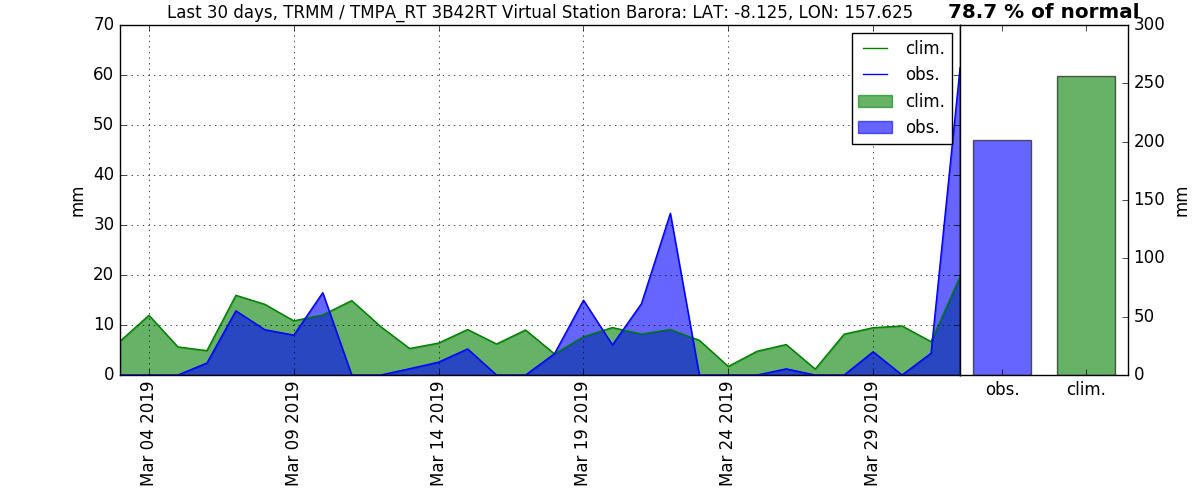 Last 30 days, TRMM / TMPA_RT 3B42RT Virtual Station Barora: LAT: -8.125, LON: 157.625
78.7 % of normal
70
60
50
40
30
20
10
0
mm
clim.
obs.
clim.
obs.
300
250
200
150
100
50
0
mm
Mar 04 2019
Mar 09 2019
Mar 14 2019
Mar 19 2019
Mar 24 2019
Mar 29 2019
obs.
clim.